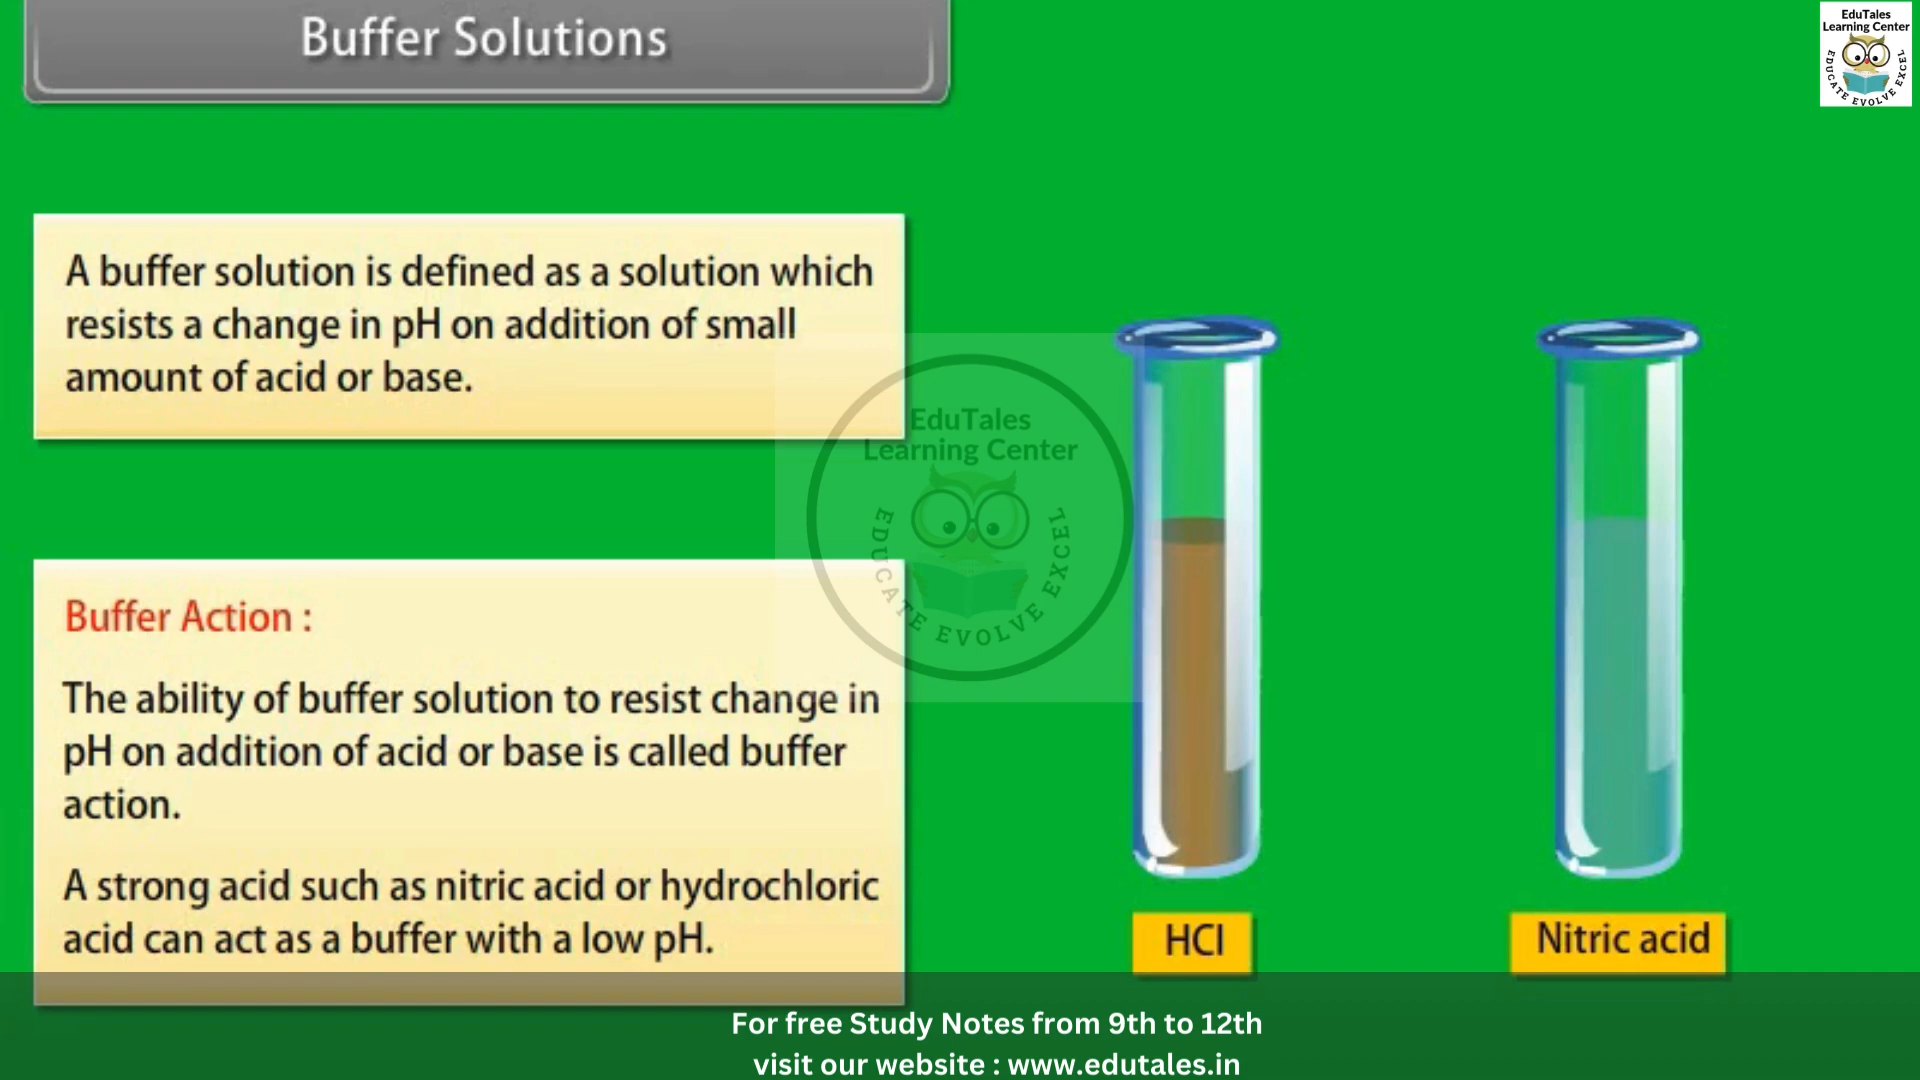 Buffer Solutions
EduTales
Learning Center
EDUCATE EVOLVE EXCEL
A buffer solution is defined as a solution which
resists a change in pH on addition of small
amount of acid or base.
EduTales
Learning Center
EDUCATE EVOLVE EXCEL
Buffer Action :
The ability of buffer solution to resist change in
pH on addition of acid or base is called buffer
action.
A strong acid such as nitric acid or hydrochloric
acid can act as a buffer with a low pH.
HCl
Nitric acid
For free Study Notes from 9th to 12th
visit our website : www.edutales.in